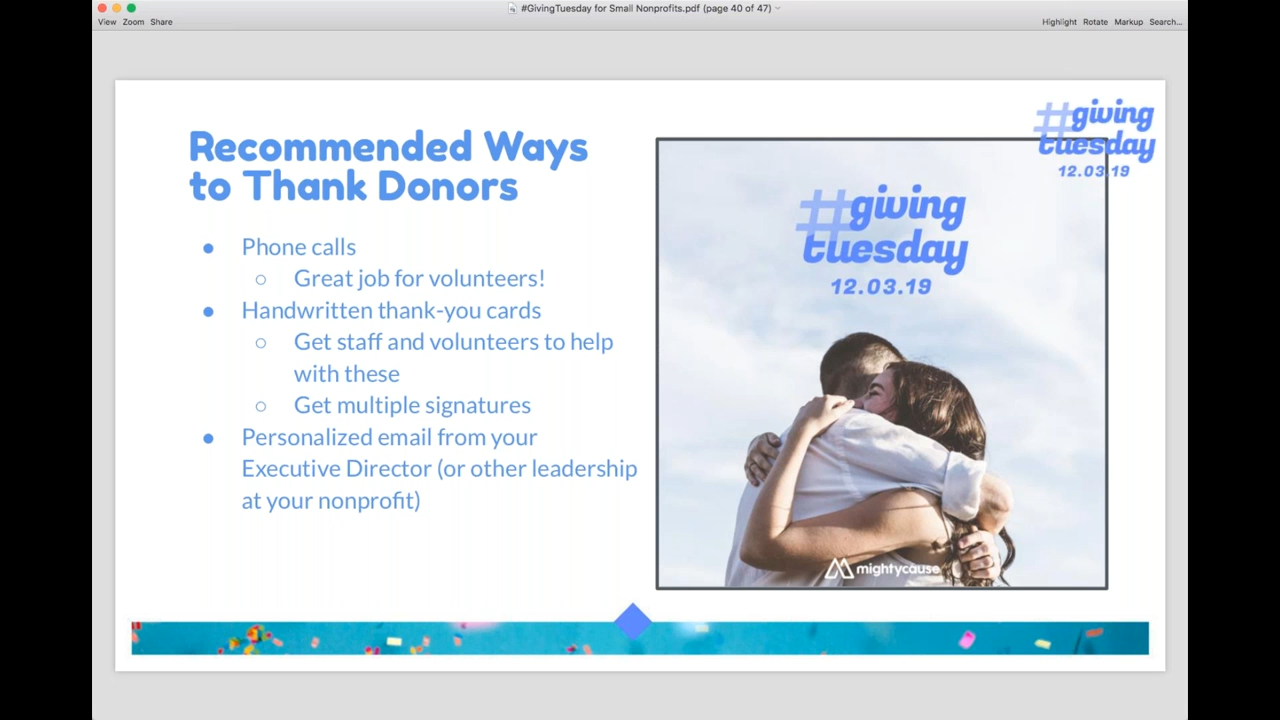 #GivingTuesday for Small Nonprofits.pdf (page 40 of 47)
View Zoom Share
Highlight Rotate Markup Search...
#giving
tuesday
12.03.19
Recommended Ways
to Thank Donors
● Phone calls
○ Great job for volunteers!
● Handwritten thank-you cards
○ Get staff and volunteers to help
with these
○ Get multiple signatures
● Personalized email from your
Executive Director (or other leadership
at your nonprofit)
#giving
tuesday
12.03.19
mightycause